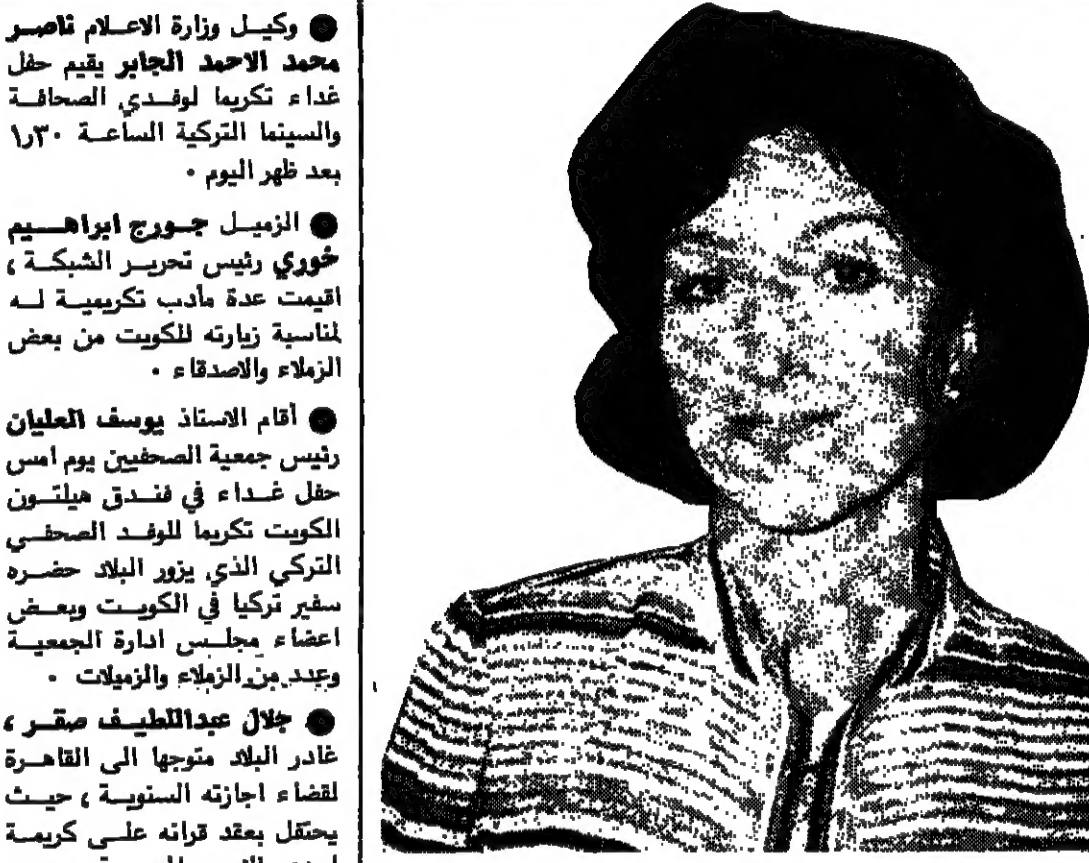 ● وكيل وزارة الاعلام ناصر
محمد الاحمد الجابر يقيم حفل
غداء تكريما لوفدي الصحافة
والسينما التركية الساعة ١٫٣٠
بعد ظهر اليوم ٠
● الزميل جورج ابراهيم
خوري رئيس تحرير الشبكة ،
اقيمت عدة مأدب تكريمية له
لمناسبة زيارته للكويت من بعض
الزملاء والاصدقاء ٠
● أقام الاستاذ يوسف العليان
رئيس جمعية الصحفيين يوم امس
حفل غداء في فندق هيلتون
الكويت تكريما للوفد الصحفي
التركي الذي يزور البلاد حضره
سفير تركيا في الكويت وبعض
اعضاء مجلس ادارة الجمعية
وعدد من الزملاء والزميلات ٠
● جلال عبداللطيف صقر ،
غادر البلاد متوجها الى القاهرة
لقضاء اجازته السنوية ، حيث
يحتفل بعقد قرانه على كريمة